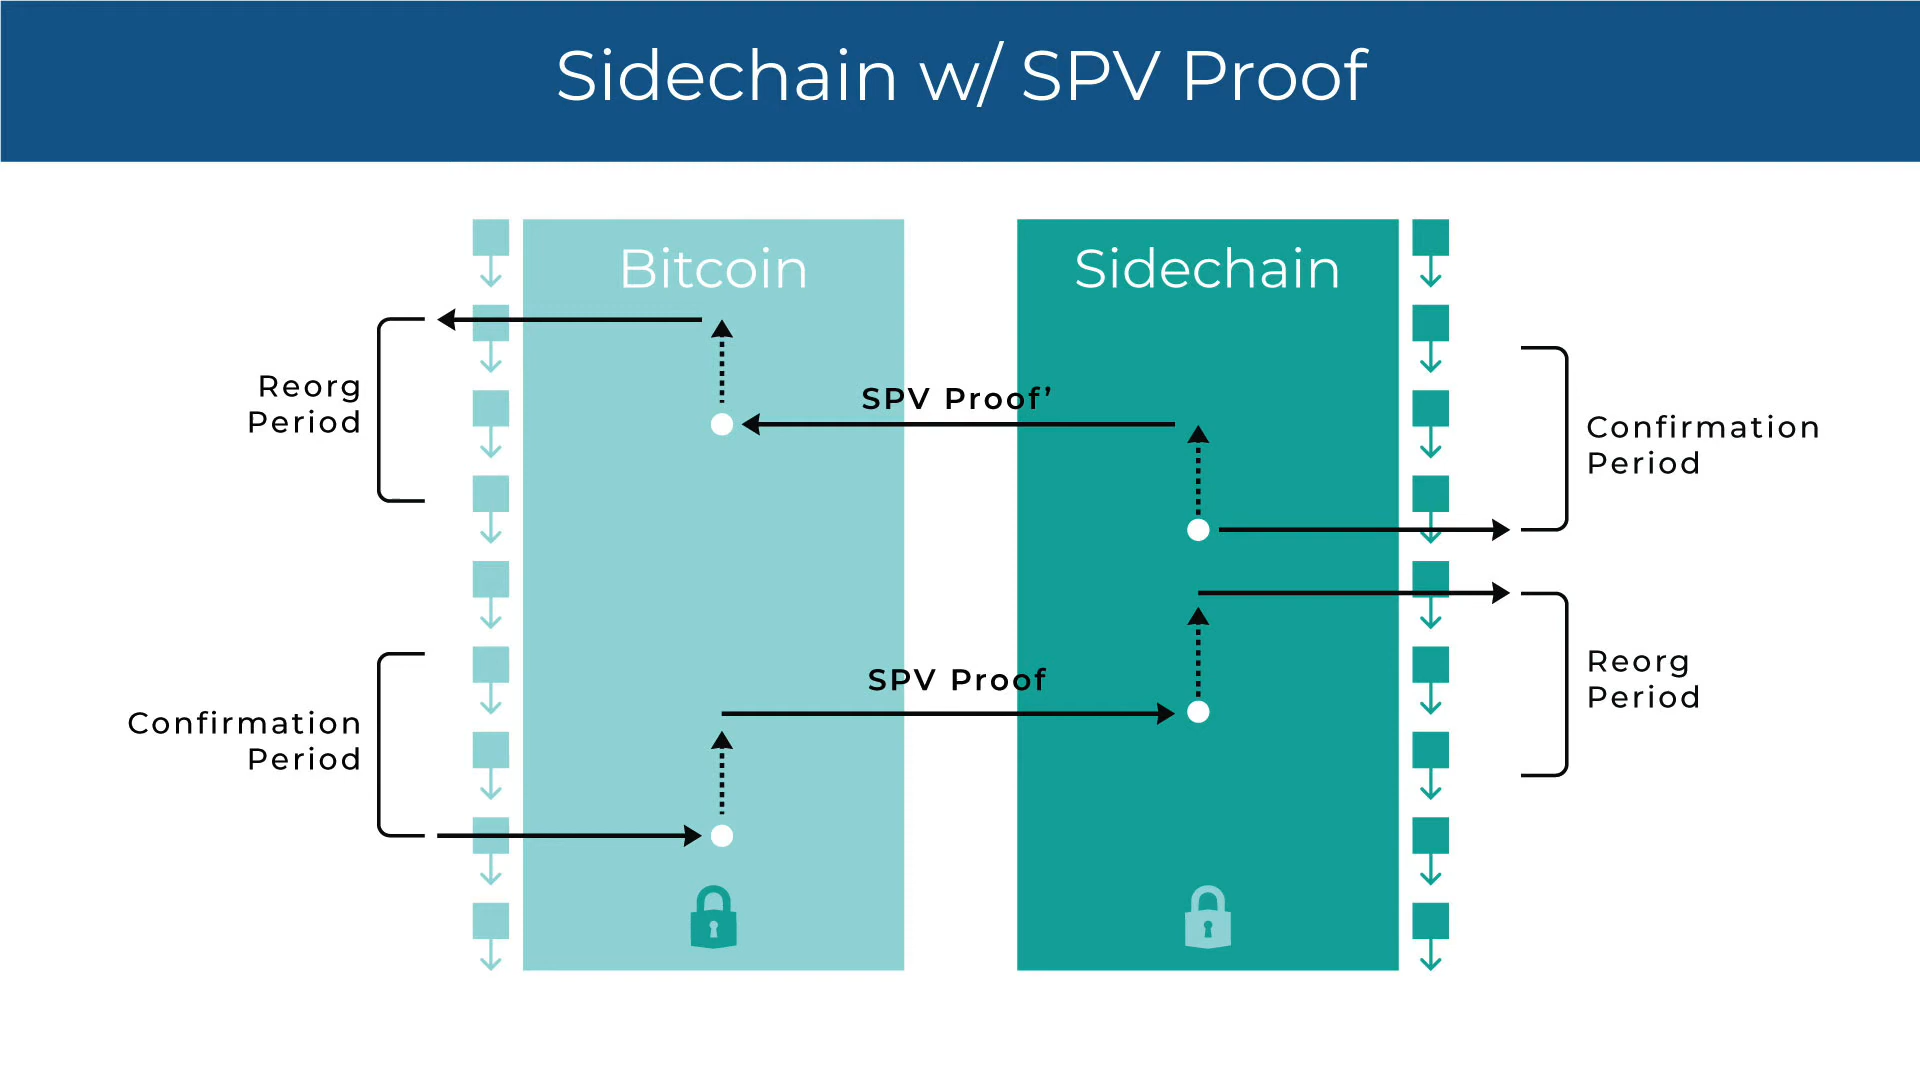 Sidechain w/ SPV Proof
Bitcoin
Sidechain
Reorg
Period
SPV Proof’
Confirmation
Period
SPV Proof
Reorg
Period
Confirmation
Period